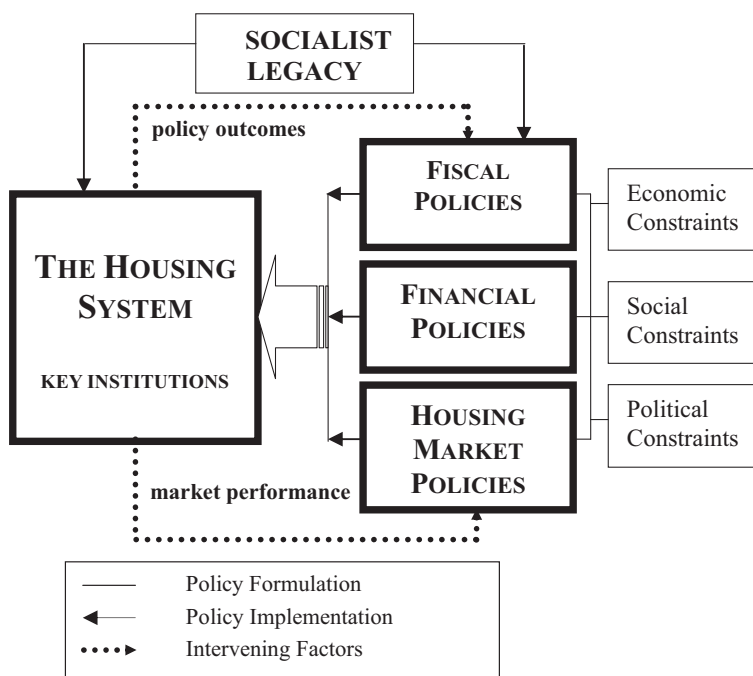 SOCIALIST
LEGACY
policy outcomes
FISCAL
POLICIES
Economic
Constraints
THE HOUSING
SYSTEM
KEY INSTITUTIONS
FINANCIAL
POLICIES
Social
Constraints
HOUSING
MARKET
POLICIES
Political
Constraints
market performance
Policy Formulation
Policy Implementation
Intervening Factors